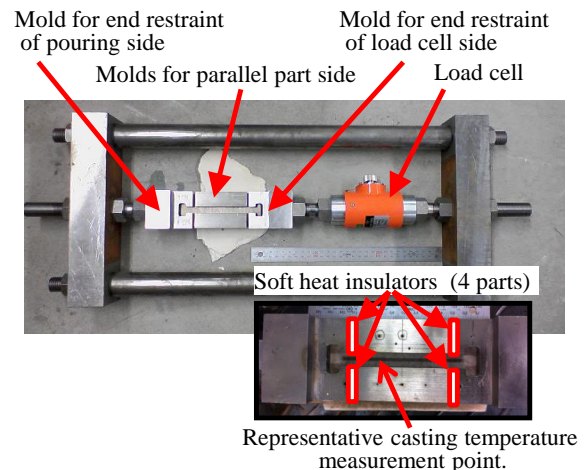 Mold for end restraint
of pouring side
Mold for end restraint
of load cell side
Molds for parallel part side
Load cell
Soft heat insulators (4 parts)
Representative casting temperature
measurement point.